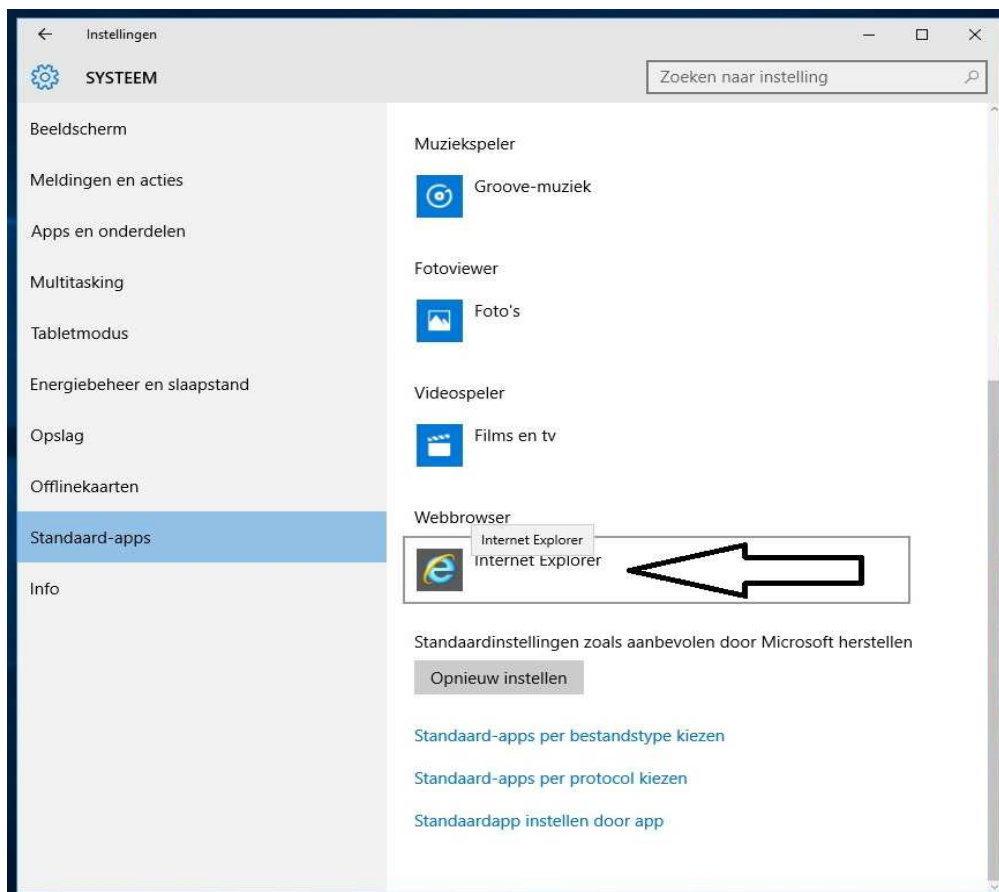 Instellingen
SYSTEEM
Zoeken naar instelling
Beeldscherm
Meldingen en acties
Apps en onderdelen
Multitasking
Tabletmodus
Energiebeheer en slaapstand
Opslag
Offlinekaarten
Standaard-apps
Info
Muziekspeler
Groove-muziek
Fotoviewer
Foto's
Videospeler
Films en tv
Webbrowser
Internet Explorer
Internet Explorer
Standaardinstellingen zoals aanbevolen door Microsoft herstellen
Opnieuw instellen
Standaard-apps per bestandstype kiezen
Standaard-apps per protocol kiezen
Standaardapp instellen door app